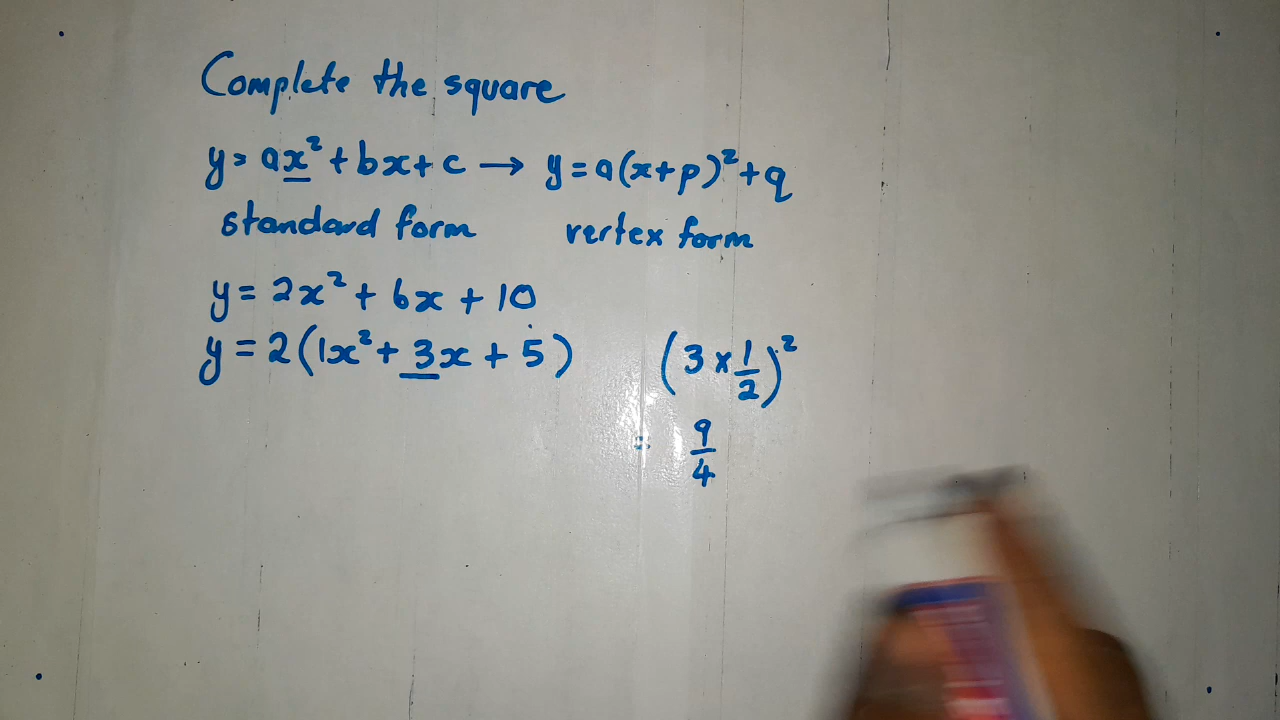 Complete the square
y = ax² + bx + c → y = a(x+p)² + q
standard form vertex form
y = 2x² + 6x + 10
y = 2(1x² + 3x + 5) (3 × 1/2)²
= 9/4